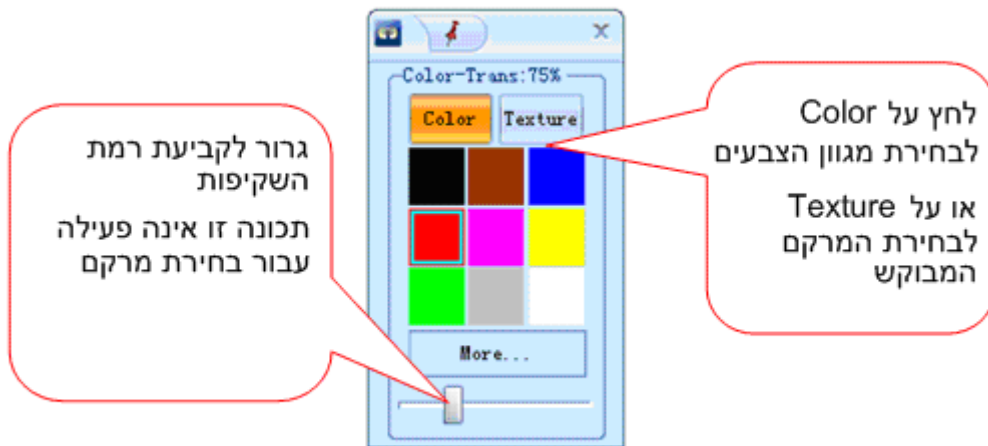 Color-Trans:75%
Color
Texture
More...
לחץ על Color
לבחירת מגוון הצבעים
או על Texture
לבחירת המרקם
המבוקש
גרור לקביעת רמת
השקיפות
תכונה זו אינה פעילה
עבור בחירת מרקם